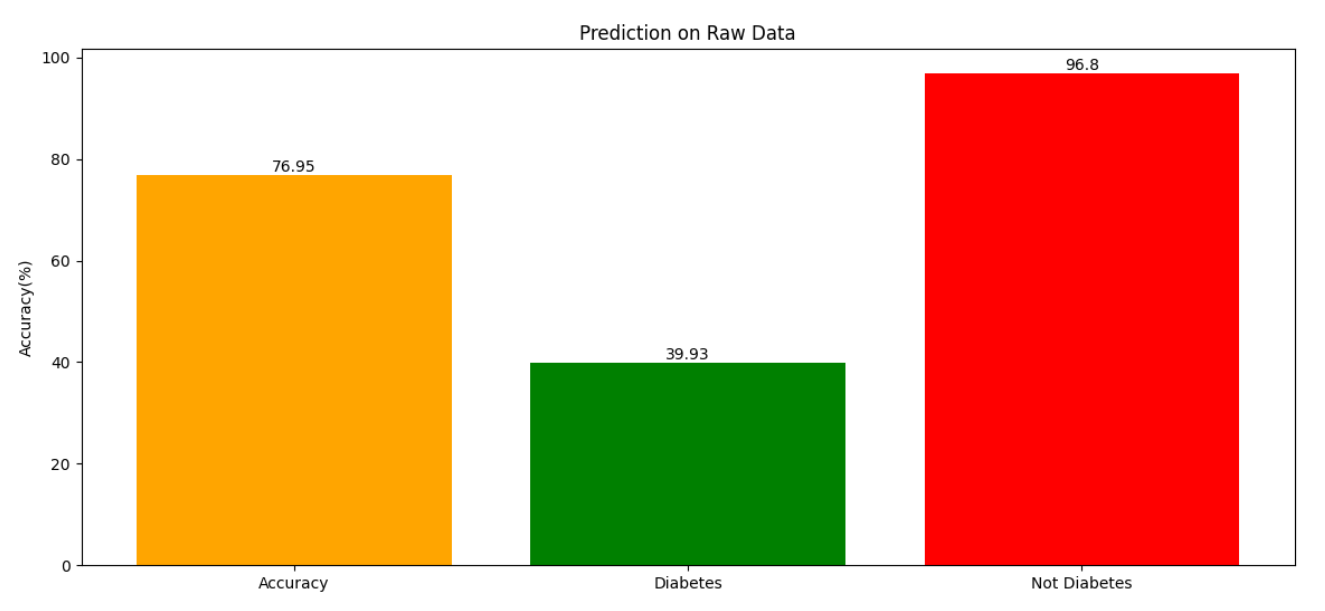 Prediction on Raw Data
Accuracy(%)
100
80
60
40
20
0
76.95
39.93
96.8
Accuracy
Diabetes
Not Diabetes